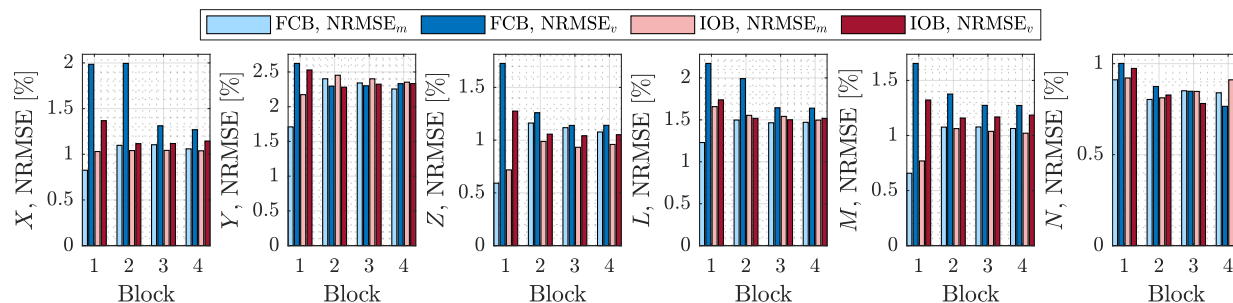 FCB, NRMSEₘ FCB, NRMSEᵥ IOB, NRMSEₘ IOB, NRMSEᵥ
X, NRMSE [%]
2
1.5
1
0.5
0
1 2 3 4
Block
Y, NRMSE [%]
2.5
2
1.5
1
0.5
0
1 2 3 4
Block
Z, NRMSE [%]
1.5
1
0.5
0
1 2 3 4
Block
L, NRMSE [%]
2
1.5
1
0.5
0
1 2 3 4
Block
M, NRMSE [%]
1.5
1
0.5
0
1 2 3 4
Block
N, NRMSE [%]
1
0.5
0
1 2 3 4
Block